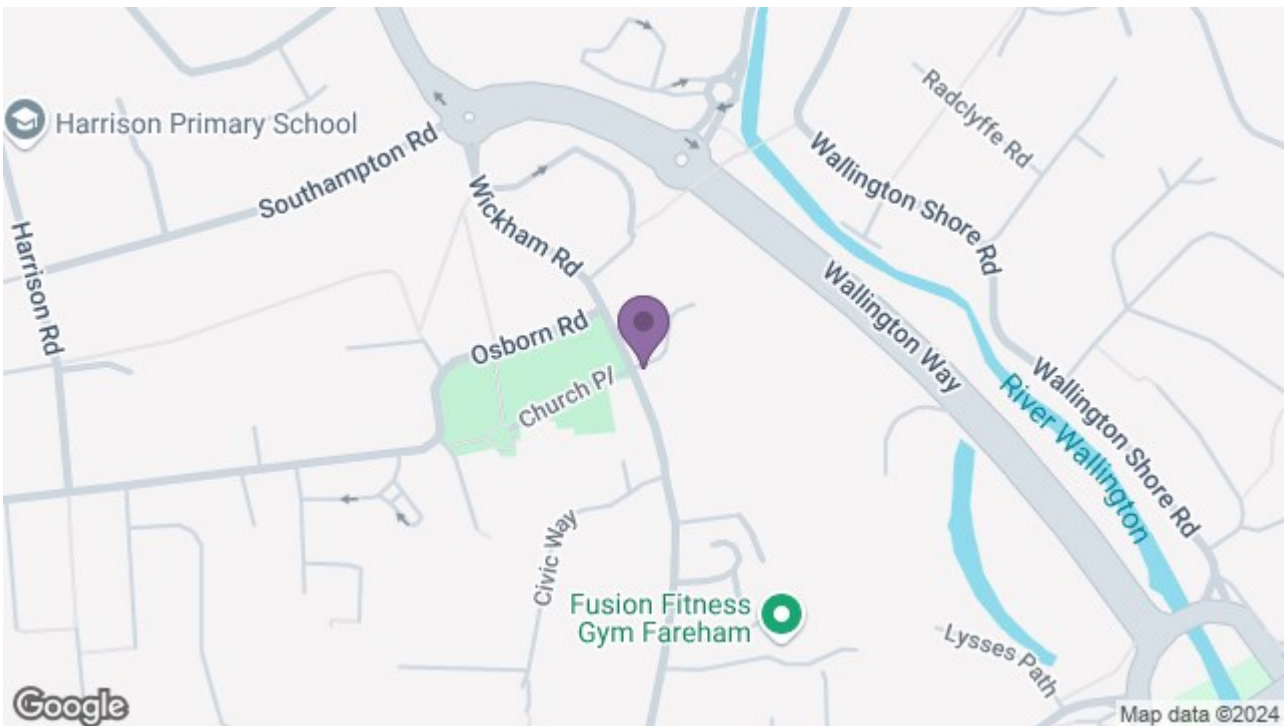 Harrison Primary School
Southampton Rd
Harrison Rd
Wickham Rd
Osborn Rd
Church Pl
Civic Way
Fusion Fitness
Gym Fareham
Radclyffe Rd
Wallington Shore Rd
Wallington Way
Wallington Shore Rd
River Wallington
Lysses Path
Google
Map data ©2024